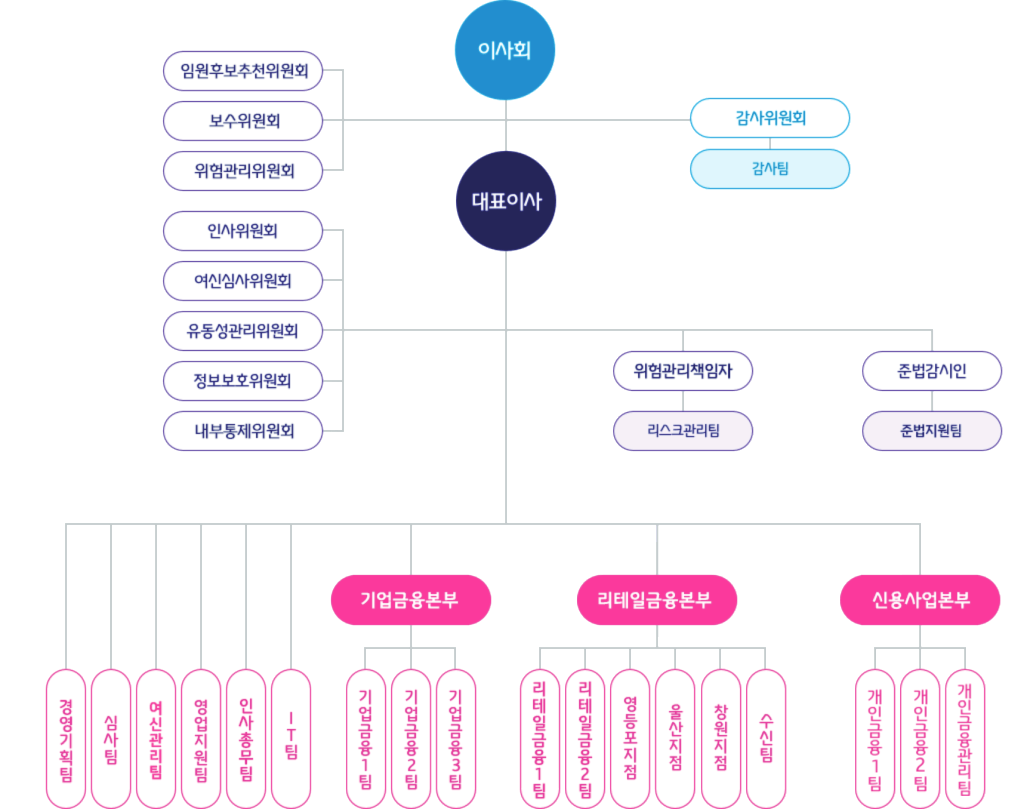 이사회
임원후보추천위원회
보수위원회
위험관리위원회
감사위원회
감사팀
대표이사
인사위원회
여신심사위원회
유동성관리위원회
정보보호위원회
내부통제위원회
위험관리책임자
리스크관리팀
준법감시인
준법지원팀
기업금융본부
리테일금융본부
신용사업본부
경영기획팀
심사팀
여신관리팀
영업지원팀
인사총무팀
IT팀
기업금융1팀
기업금융2팀
기업금융3팀
리테일금융1팀
리테일금융2팀
영등포지점
울산지점
창원지점
수신팀
개인금융1팀
개인금융2팀
개인금융관리팀